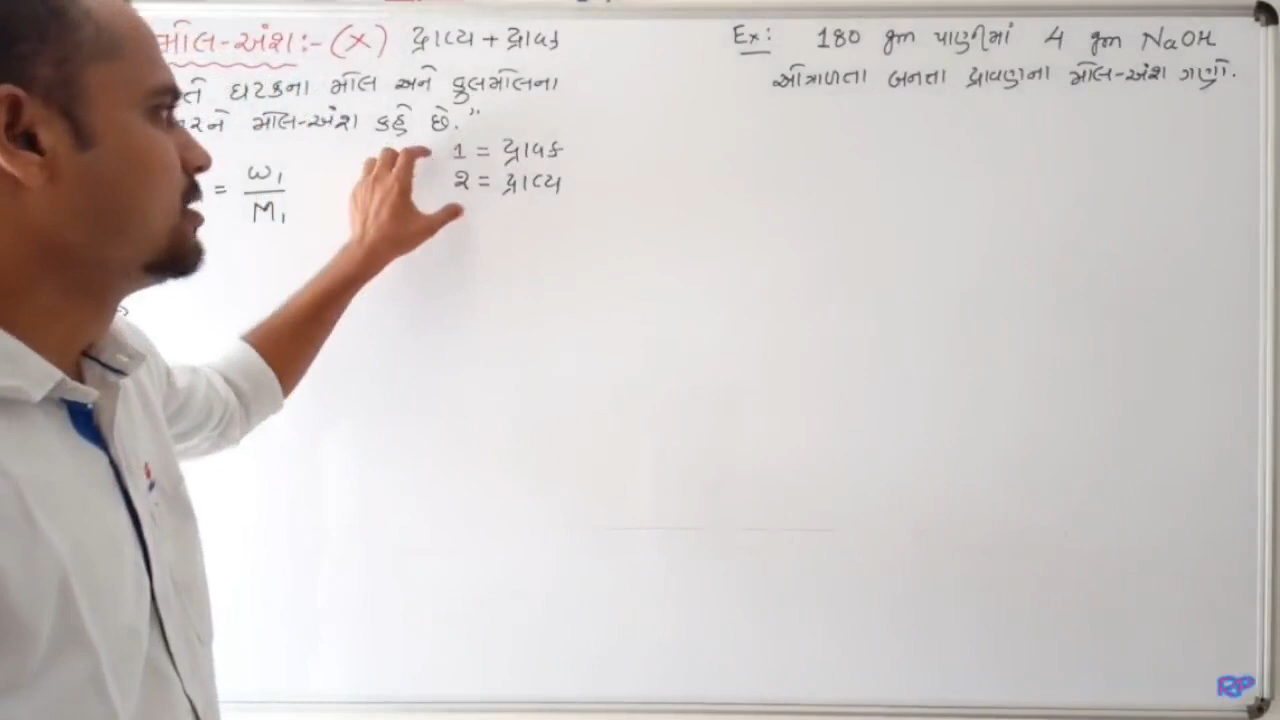 મોલ-અંશ:- (x) દ્રાવ્ય + દ્રાવક
ઘટકના મોલ અને કુલમોલના
મોલ-અંશ કહે છે."
1 = દ્રાવક
2 = દ્રાવ્ય
= w₁
M₁
Ex: 180 gm પાણીમાં 4 gm NaOH
ઓગાળતા બનતા દ્રાવણના મોલ-અંશ ગણો.
RP